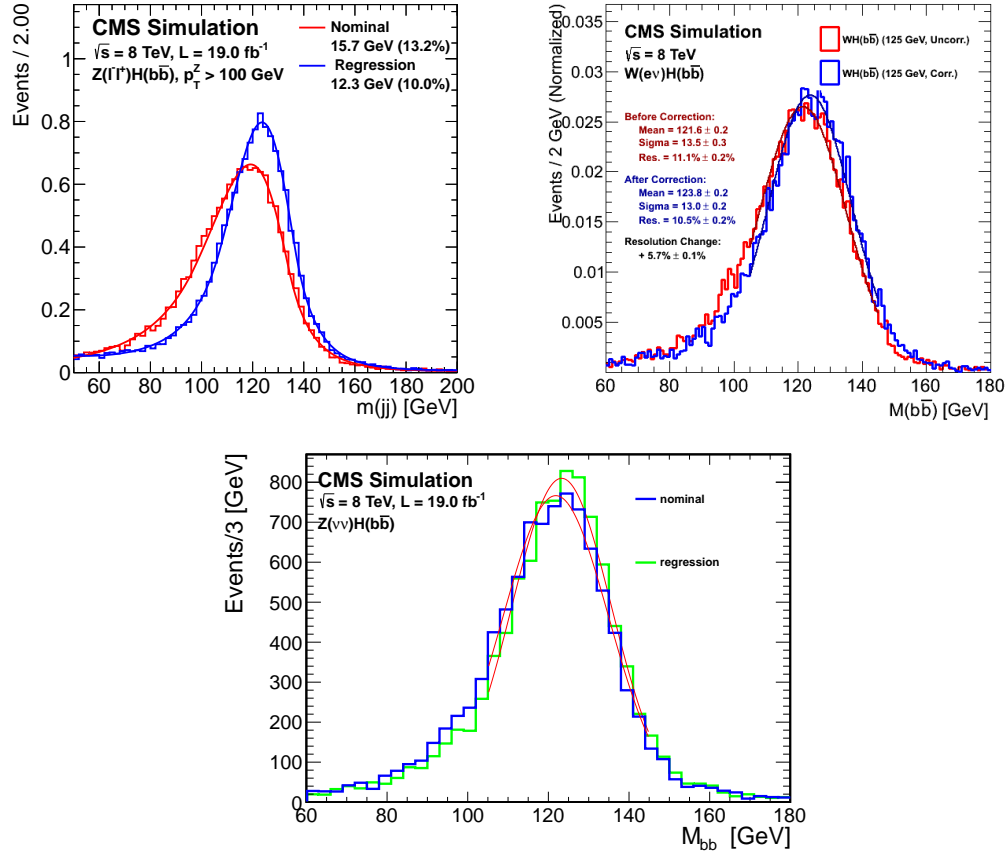 CMS Simulation
√s = 8 TeV, L = 19.0 fb⁻¹
Z(l⁻l⁺)H(bb̄), p_T^Z > 100 GeV
Nominal
15.7 GeV (13.2%)
Regression
12.3 GeV (10.0%)
Events / 2.00
1
0.8
0.6
0.4
0.2
0
60 80 100 120 140 160 180 200
m(jj) [GeV]
CMS Simulation
√s = 8 TeV
W(eν)H(bb̄)
WH(bb̄) (125 GeV, Uncorr.)
WH(bb̄) (125 GeV, Corr.)
Before Correction:
Mean = 121.6 ± 0.2
Sigma = 13.5 ± 0.3
Res. = 11.1% ± 0.2%
After Correction:
Mean = 123.8 ± 0.2
Sigma = 13.0 ± 0.2
Res. = 10.5% ± 0.2%
Resolution Change:
+ 5.7% ± 0.1%
Events / 2 GeV (Normalized)
0.035
0.03
0.025
0.02
0.015
0.01
0.005
60 80 100 120 140 160 180
M(bb̄) [GeV]
CMS Simulation
√s = 8 TeV, L = 19.0 fb⁻¹
Z(νν)H(bb̄)
nominal
regression
Events/3 [GeV]
800
700
600
500
400
300
200
100
0
60 80 100 120 140 160 180
M_bb [GeV]